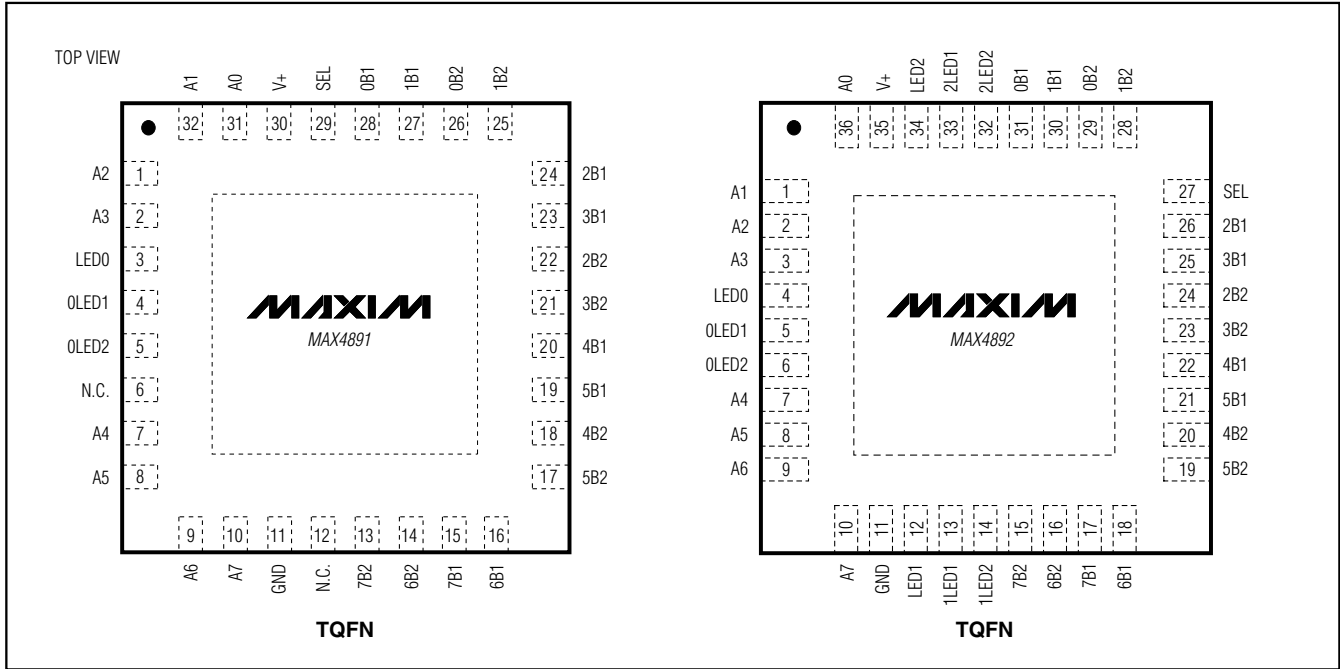 TOP VIEW
A1 A0 V+ SEL 0B1 1B1 0B2 1B2
32 31 30 29 28 27 26 25
A2 1 24 2B1
A3 2 23 3B1
LED0 3 22 2B2
0LED1 4 21 3B2
0LED2 5 20 4B1
N.C. 6 19 5B1
A4 7 18 4B2
A5 8 17 5B2
MAXIM
MAX4891
9 10 11 12 13 14 15 16
A6 A7 GND N.C. 7B2 6B2 7B1 6B1
TQFN
A0 V+ LED2 2LED1 2LED2 0B1 1B1 0B2 1B2
36 35 34 33 32 31 30 29 28
A1 1 27 SEL
A2 2 26 2B1
A3 3 25 3B1
LED0 4 24 2B2
0LED1 5 23 3B2
0LED2 6 22 4B1
A4 7 21 5B1
A5 8 20 4B2
A6 9 19 5B2
MAXIM
MAX4892
10 11 12 13 14 15 16 17 18
A7 GND LED1 1LED1 1LED2 7B2 6B2 7B1 6B1
TQFN